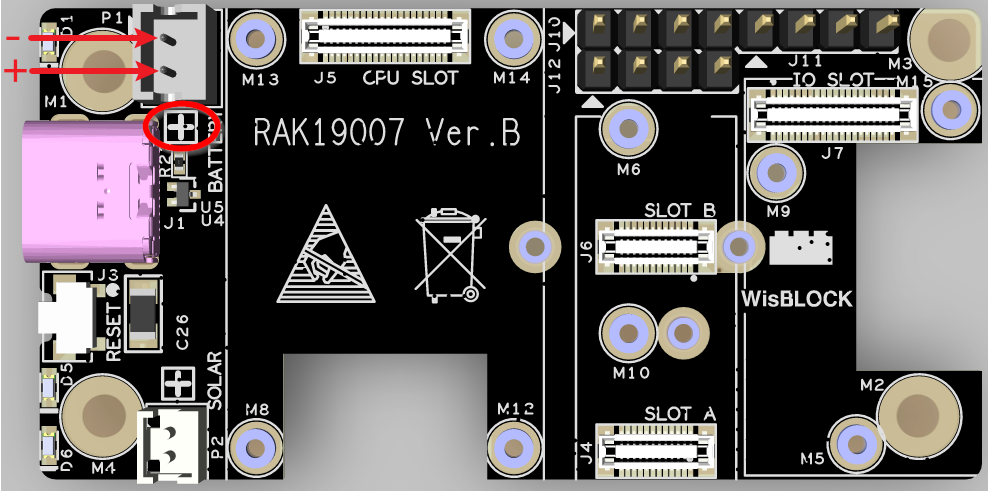 D1
P1
-
+
M1
M13
J5
CPU SLOT
M14
J10
J12
J11
M3
IO SLOT
M15
J7
RAK19007 Ver.B
R2
U5
U4
J1
M6
M9
SLOT B
J6
WisBLOCK
J3
RESET
C26
M10
D5
SOLAR
M8
M12
SLOT A
M2
D6
M4
P2
J4
M5